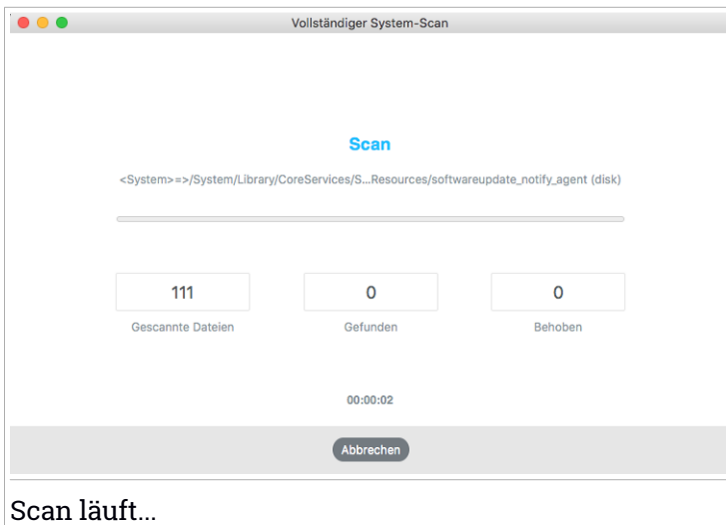 Vollständiger System-Scan
Scan
<System>=>/System/Library/CoreServices/S...Resources/softwareupdate_notify_agent (disk)
111
0
0
Gescannte Dateien
Gefunden
Behoben
00:00:02
Abbrechen
Scan läuft...